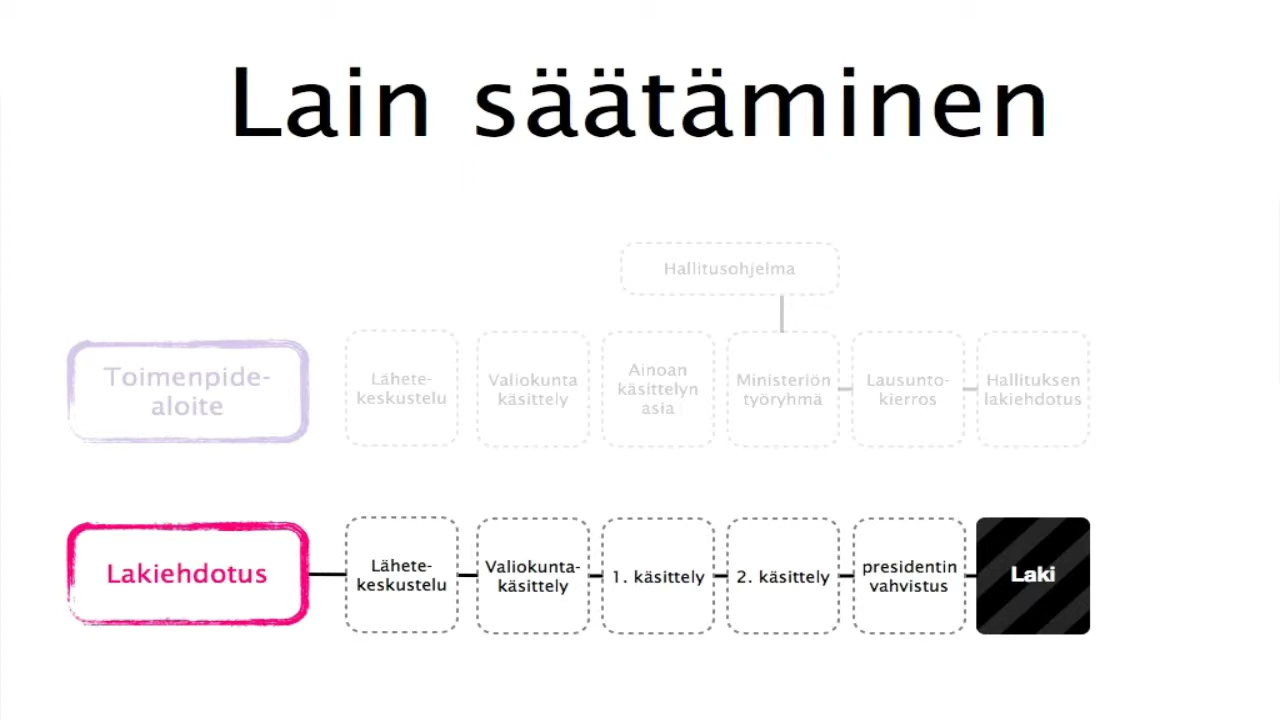 Lain säätäminen
Hallitusohjelma
Toimenpide-
aloite
Lähete-
keskustelu
Valiokunta
käsittely
Ainoan
käsittelyn
asia
Ministeriön
työryhmä
Lausunto-
kierros
Hallituksen
lakiehdotus
Lakiehdotus
Lähete-
keskustelu
Valiokunta-
käsittely
1. käsittely
2. käsittely
presidentin
vahvistus
Laki